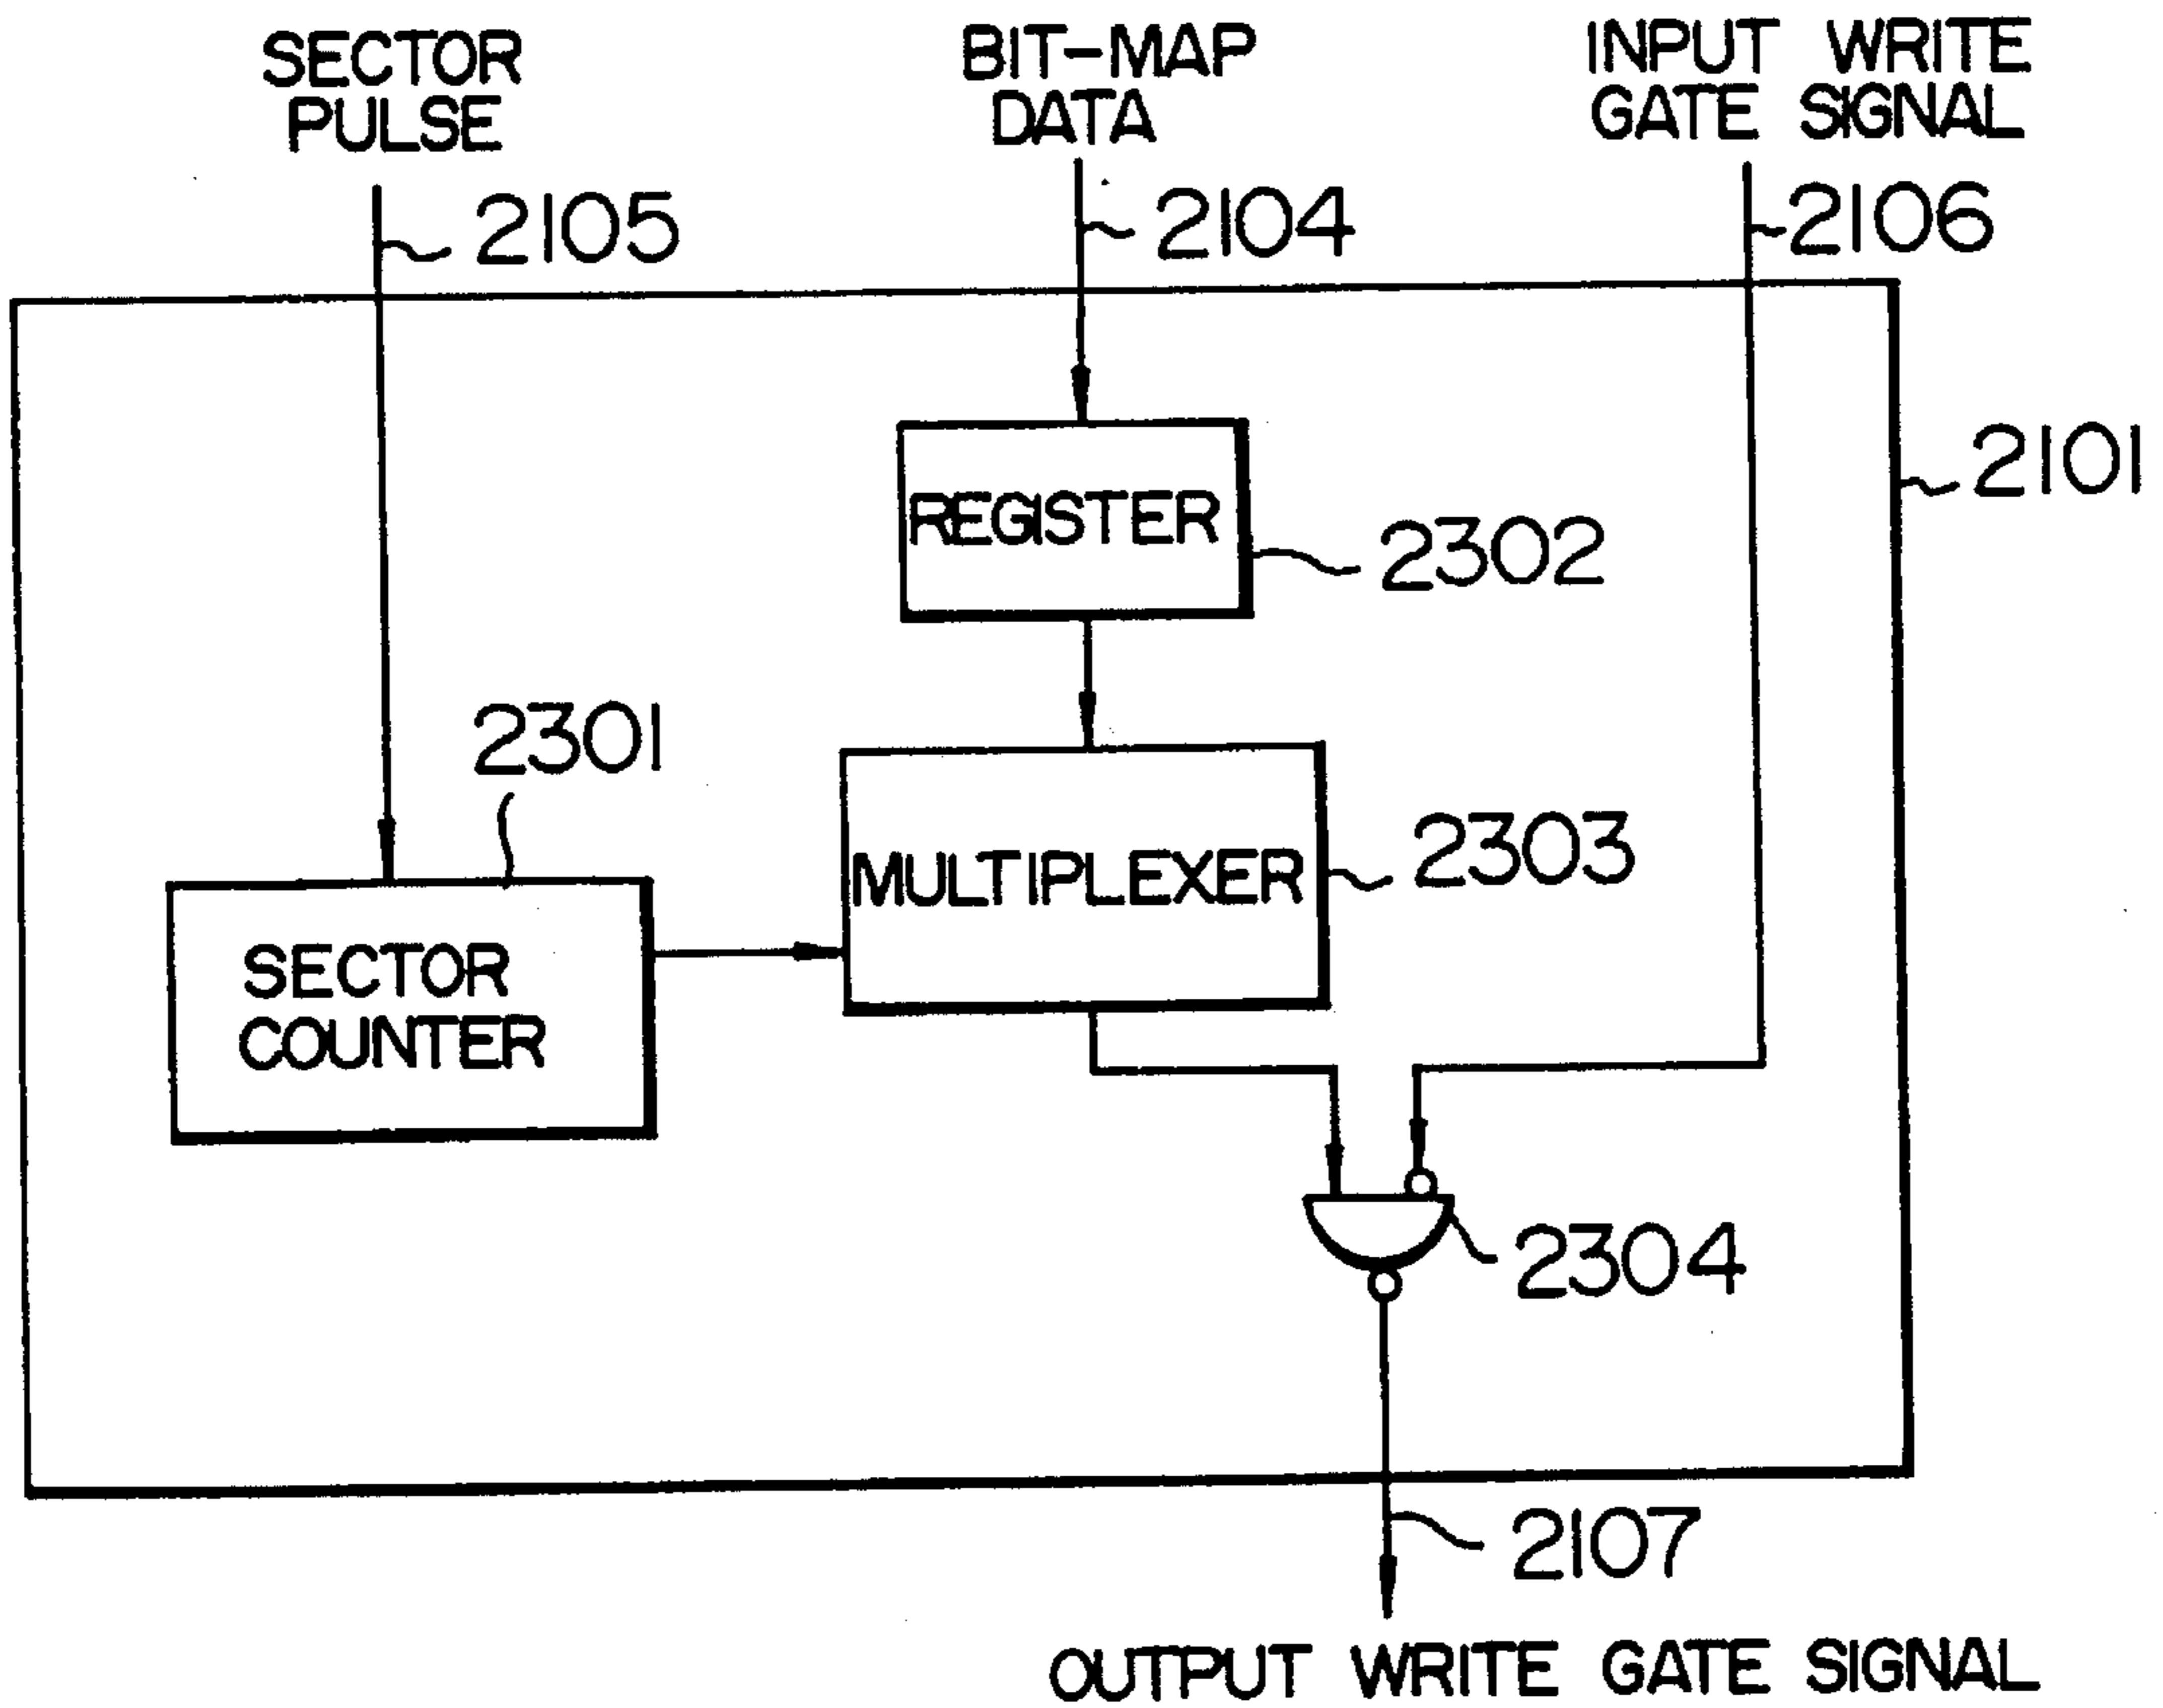 SECTOR
PULSE
BIT-MAP
DATA
INPUT WRITE
GATE SIGNAL
2105
2104
2106
2101
REGISTER
2302
2301
MULTIPLEXER
2303
SECTOR
COUNTER
2304
2107
OUTPUT WRITE GATE SIGNAL